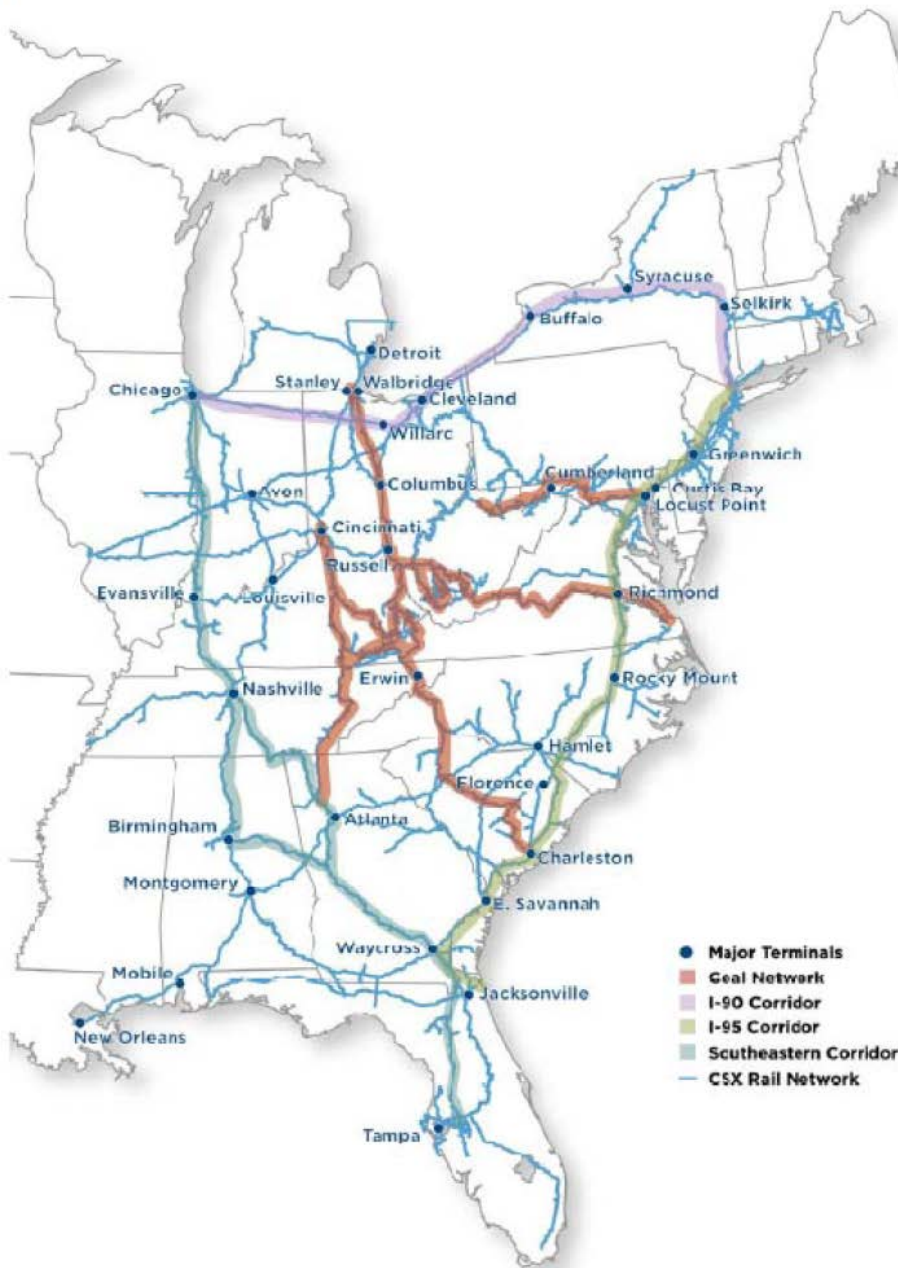 Syracuse
Selkirk
Buffalo
Detroit
Stanley
Walbridge
Chicago
Cleveland
Willarc
Greenwich
Cumberland
Columbus
Avon
Curtis Bay
Locust Point
Cincinnati
Russell
Evansville
Louisville
Richmond
Erwin
Rocky Mount
Nashville
Hamlet
Florence
Atlanta
Birmingham
Charleston
Montgomery
E. Savannah
Waycross
Mobile
Jacksonville
New Orleans
Tampa
Major Terminals
Geal Network
I-90 Corridor
I-95 Corridor
Southeastern Corridor
CSX Rail Network